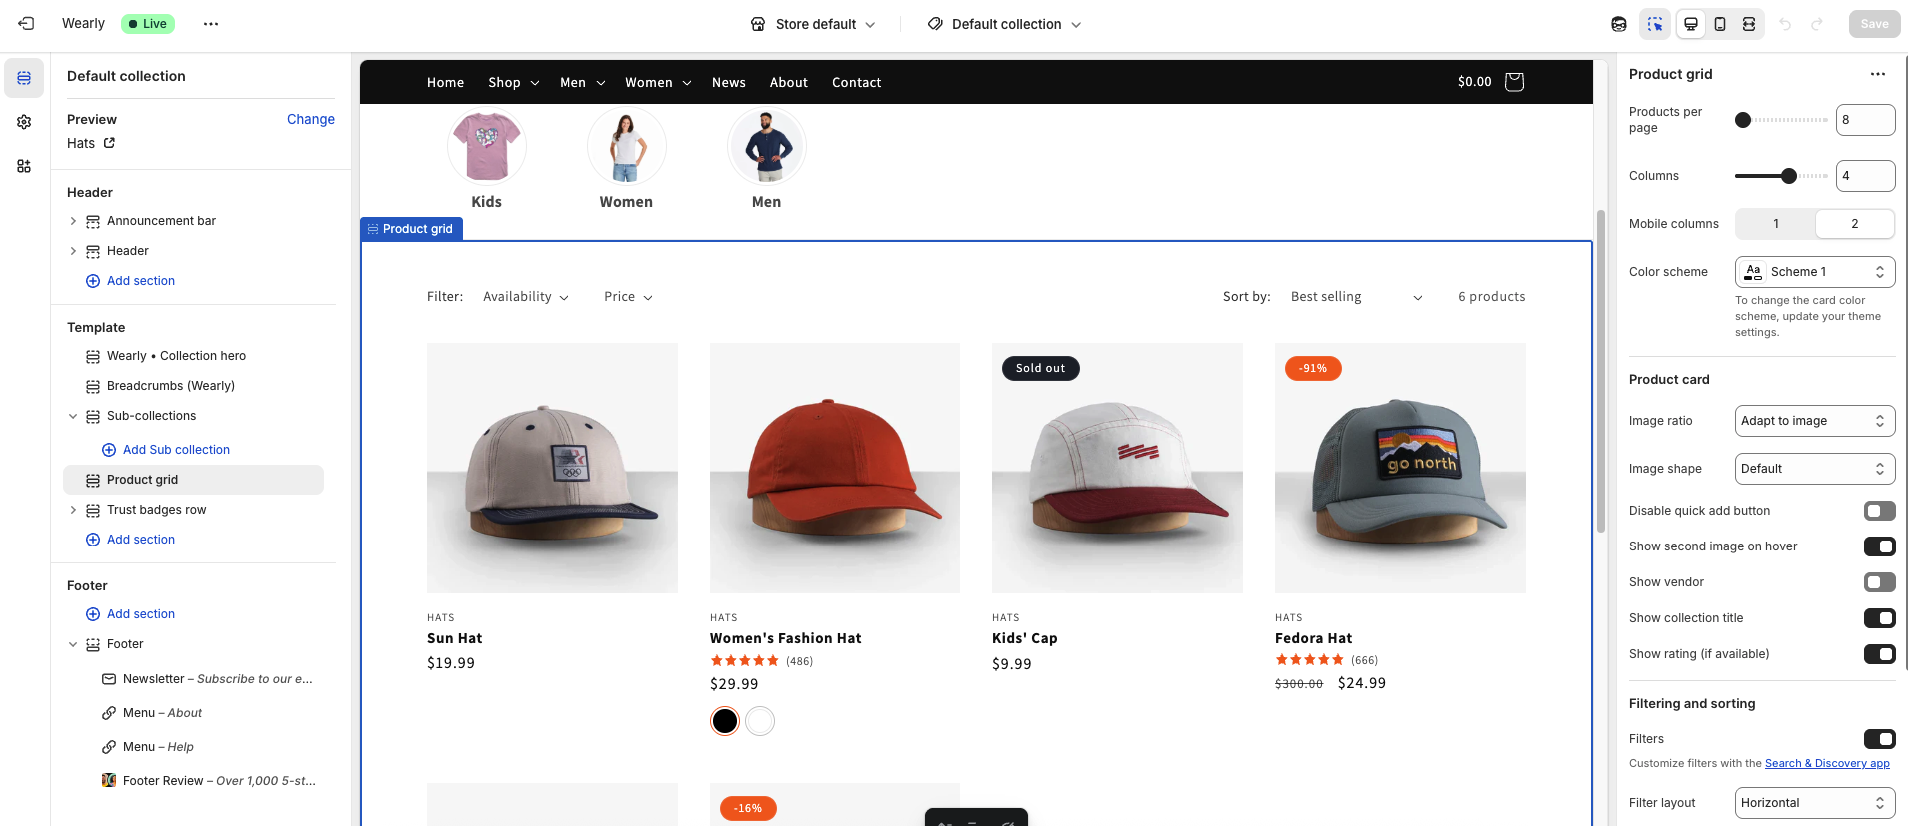 Wearly
Live
Store default
Default collection
Save
Default collection
Preview
Change
Hats
Header
Announcement bar
Header
Add section
Template
Wearly • Collection hero
Breadcrumbs (Wearly)
Sub-collections
Add Sub collection
Product grid
Trust badges row
Add section
Footer
Add section
Footer
Newsletter – Subscribe to our e...
Menu – About
Menu – Help
Footer Review – Over 1,000 5-st...
Home Shop Men Women News About Contact
$0.00
Kids Women Men
Product grid
Filter: Availability Price
Sort by: Best selling 6 products
Sold out
-91%
go north
HATS
Sun Hat
$19.99
HATS
Women's Fashion Hat
(486)
$29.99
HATS
Kids' Cap
$9.99
HATS
Fedora Hat
(666)
$300.00 $24.99
-16%
Product grid
Products per
page
8
Columns
4
Mobile columns
1 2
Color scheme
Aa Scheme 1
To change the card color
scheme, update your theme
settings.
Product card
Image ratio
Adapt to image
Image shape
Default
Disable quick add button
Show second image on hover
Show vendor
Show collection title
Show rating (if available)
Filtering and sorting
Filters
Customize filters with the Search & Discovery app
Filter layout
Horizontal